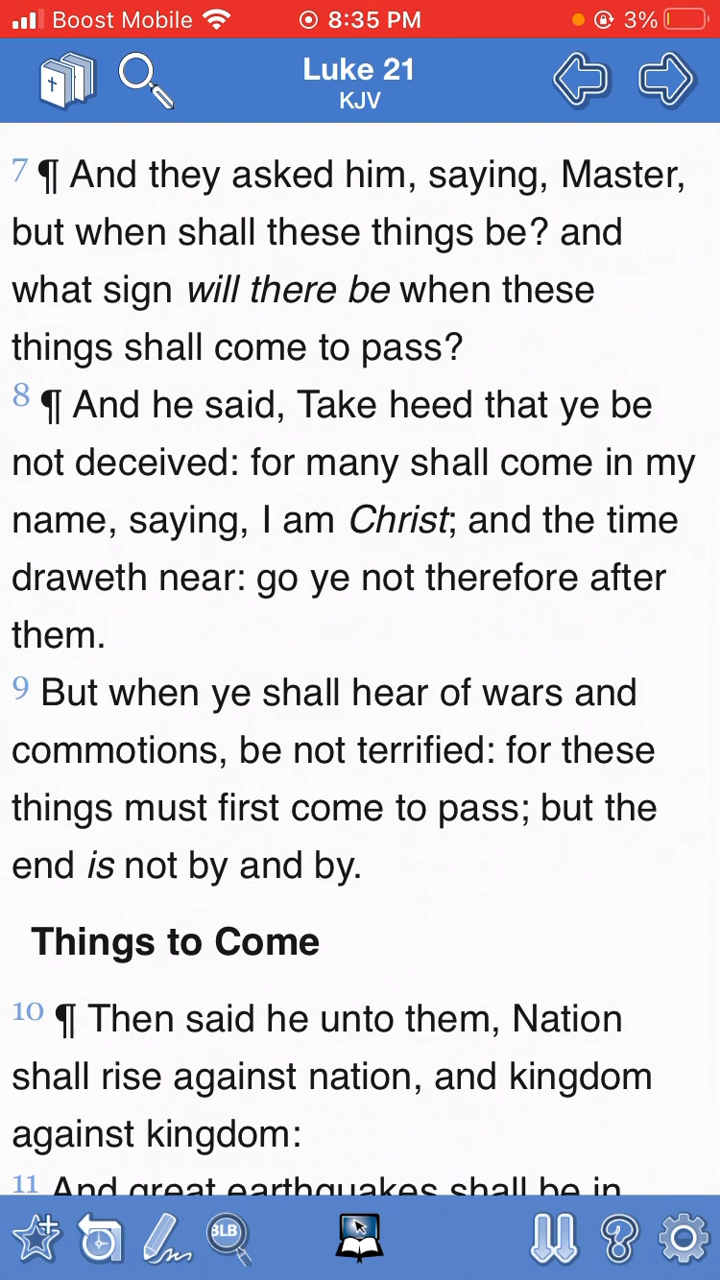 Boost Mobile 8:35 PM 3%
Luke 21
KJV
7 ¶ And they asked him, saying, Master,
but when shall these things be? and
what sign will there be when these
things shall come to pass?
8 ¶ And he said, Take heed that ye be
not deceived: for many shall come in my
name, saying, I am Christ; and the time
draweth near: go ye not therefore after
them.
9 But when ye shall hear of wars and
commotions, be not terrified: for these
things must first come to pass; but the
end is not by and by.
Things to Come
10 ¶ Then said he unto them, Nation
shall rise against nation, and kingdom
against kingdom:
11 And great earthquakes shall be in
BLB